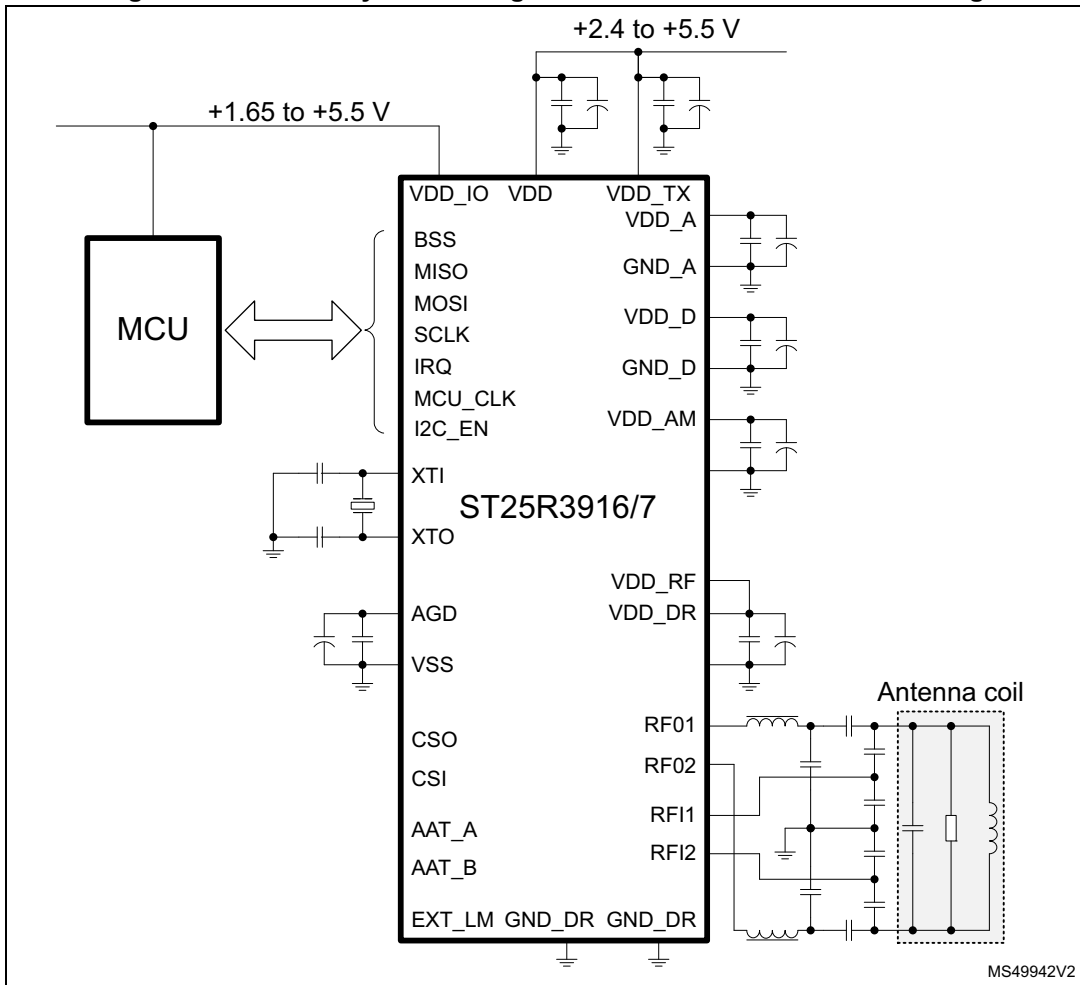 +2.4 to +5.5 V
+1.65 to +5.5 V
VDD_IO VDD VDD_TX
VDD_A
BSS
GND_A
MISO
MOSI
VDD_D
MCU
SCLK
IRQ
GND_D
MCU_CLK
VDD_AM
I2C_EN
XTI
ST25R3916/7
XTO
VDD_RF
AGD
VDD_DR
VSS
Antenna coil
RF01
CSO
RF02
CSI
RFI1
AAT_A
RFI2
AAT_B
EXT_LM GND_DR GND_DR
MS49942V2